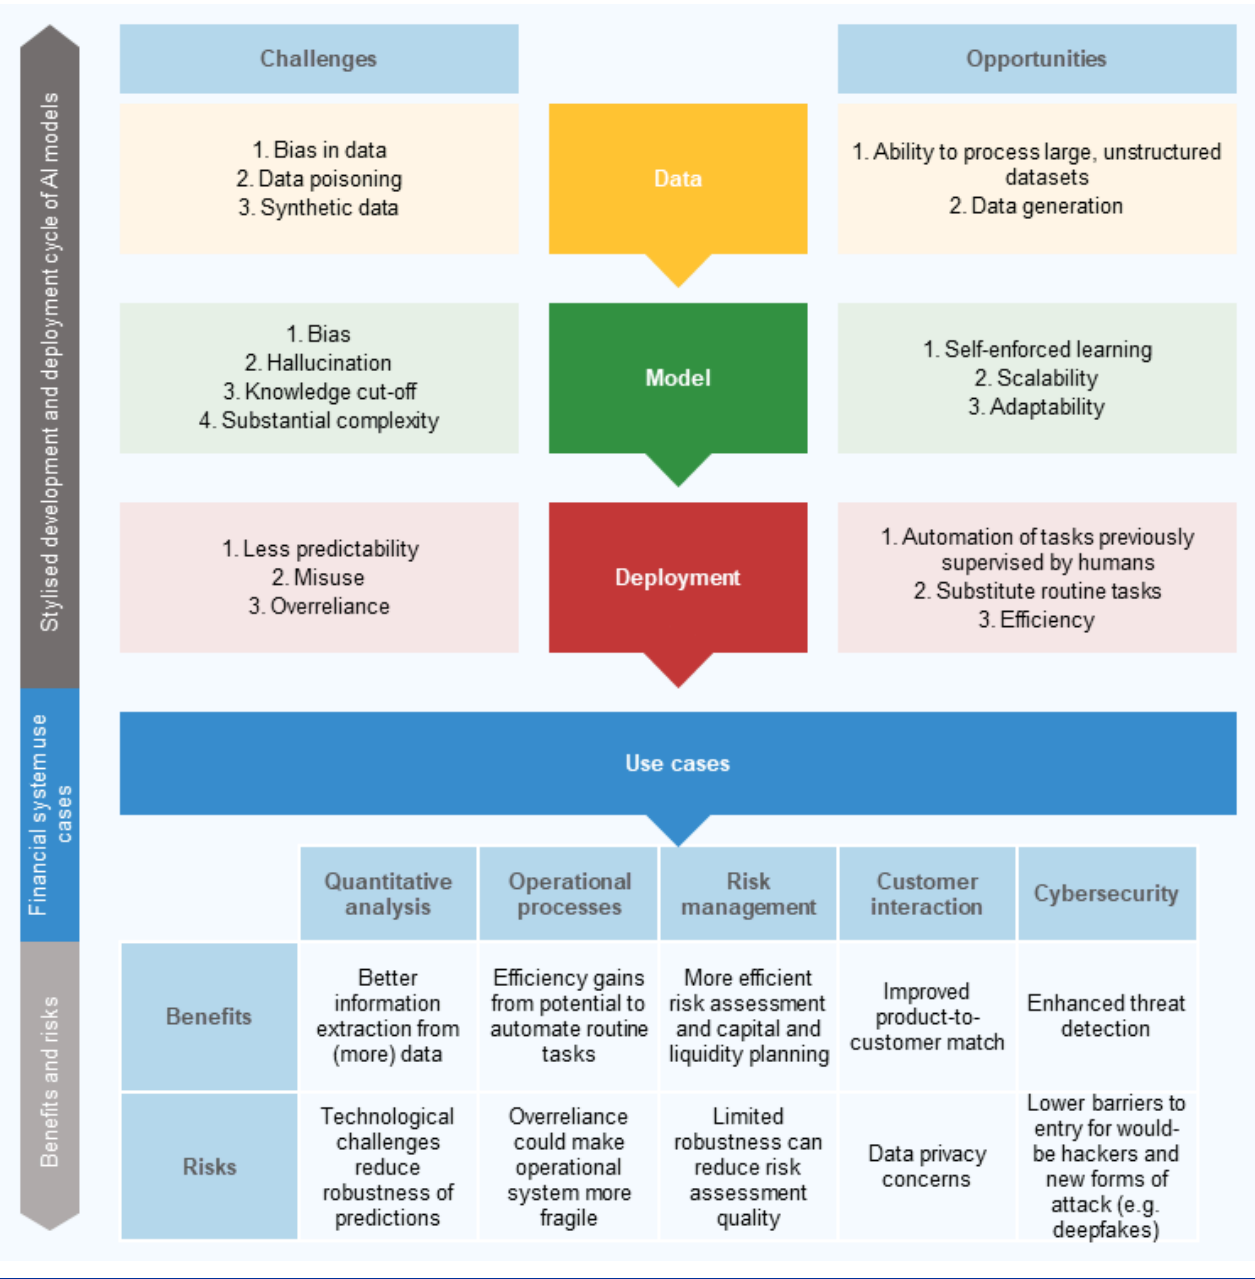 Challenges
Opportunities
Stylised development and deployment cycle of AI models
1. Bias in data
2. Data poisoning
3. Synthetic data
Data
1. Ability to process large, unstructured
datasets
2. Data generation
1. Bias
2. Hallucination
3. Knowledge cut-off
4. Substantial complexity
Model
1. Self-enforced learning
2. Scalability
3. Adaptability
1. Less predictability
2. Misuse
3. Overreliance
Deployment
1. Automation of tasks previously
supervised by humans
2. Substitute routine tasks
3. Efficiency
Financial system use
cases
Use cases
Quantitative
analysis
Operational
processes
Risk
management
Customer
interaction
Cybersecurity
Benefits and risks
Benefits
Better
information
extraction from
(more) data
Efficiency gains
from potential to
automate routine
tasks
More efficient
risk assessment
and capital and
liquidity planning
Improved
product-to-
customer match
Enhanced threat
detection
Risks
Technological
challenges
reduce
robustness of
predictions
Overreliance
could make
operational
system more
fragile
Limited
robustness can
reduce risk
assessment
quality
Data privacy
concerns
Lower barriers to
entry for would-
be hackers and
new forms of
attack (e.g.
deepfakes)